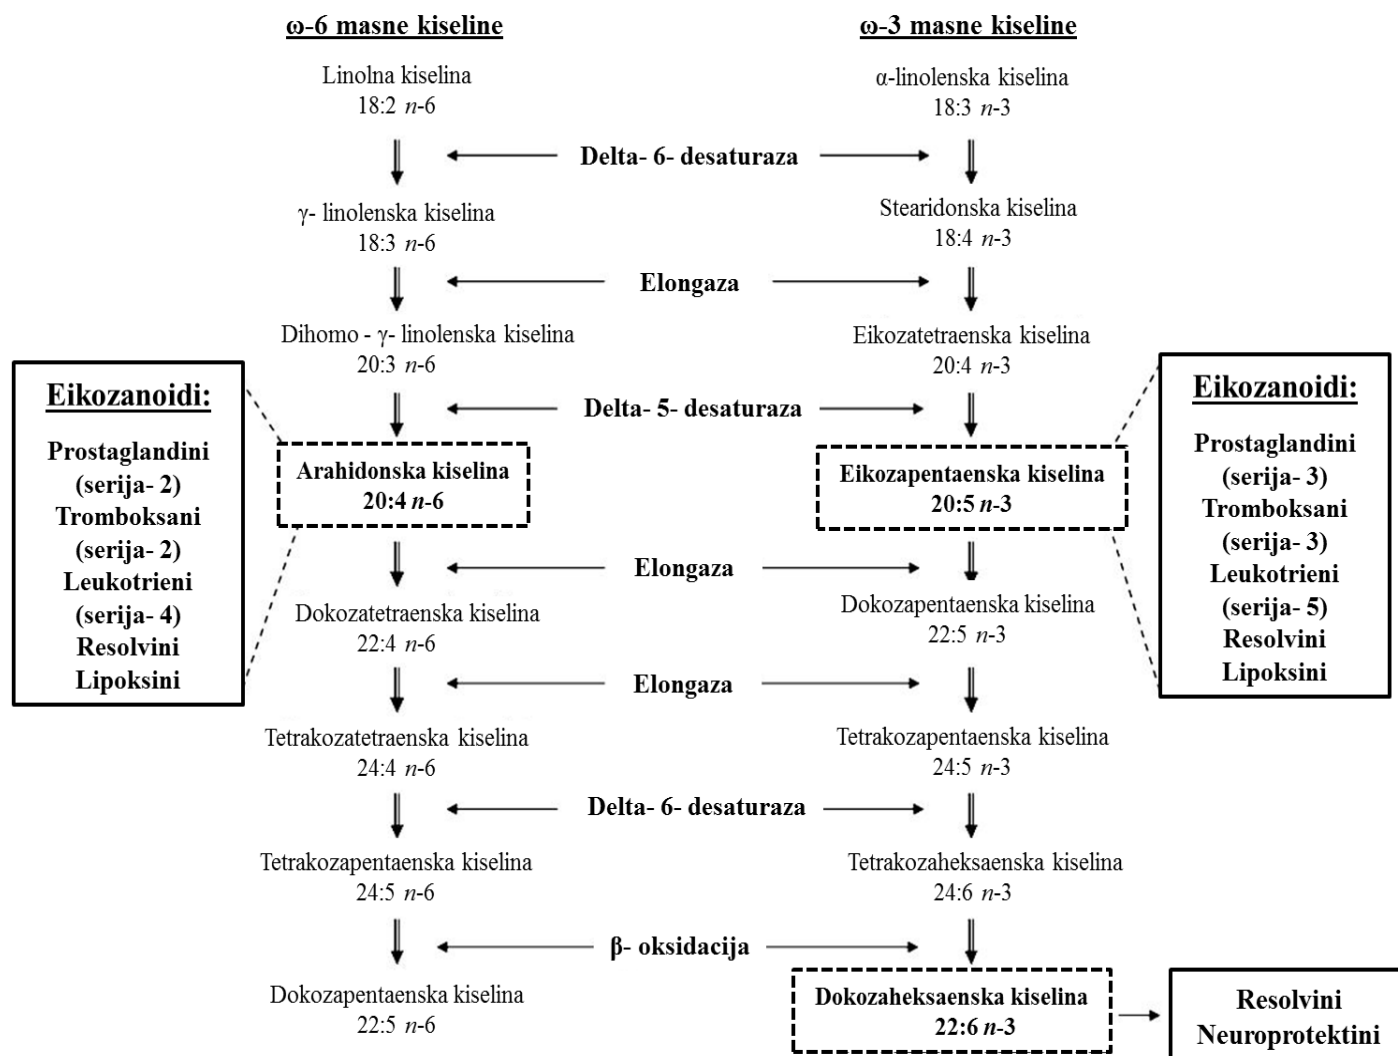 ω-6 masne kiseline
ω-3 masne kiseline
Linolna kiselina
18:2 n-6
α-linolenska kiselina
18:3 n-3
Delta- 6- desaturaza
γ- linolenska kiselina
18:3 n-6
Stearidonska kiselina
18:4 n-3
Elongaza
Dihomo - γ- linolenska kiselina
20:3 n-6
Eikozatetraenska kiselina
20:4 n-3
Delta- 5- desaturaza
Eikozanoidi:
Prostaglandini
(serija- 2)
Tromboksani
(serija- 2)
Leukotrieni
(serija- 4)
Resolvini
Lipoksini
Arahidonska kiselina
20:4 n-6
Eikozapentaenska kiselina
20:5 n-3
Eikozanoidi:
Prostaglandini
(serija- 3)
Tromboksani
(serija- 3)
Leukotrieni
(serija- 5)
Resolvini
Lipoksini
Elongaza
Dokozatetraenska kiselina
22:4 n-6
Dokozapentaenska kiselina
22:5 n-3
Elongaza
Tetrakozatetraenska kiselina
24:4 n-6
Tetrakozapentaenska kiselina
24:5 n-3
Delta- 6- desaturaza
Tetrakozapentaenska kiselina
24:5 n-6
Tetrakozaheksaenska kiselina
24:6 n-3
β- oksidacija
Dokozapentaenska kiselina
22:5 n-6
Dokozaheksaenska kiselina
22:6 n-3
Resolvini
Neuroprotektini